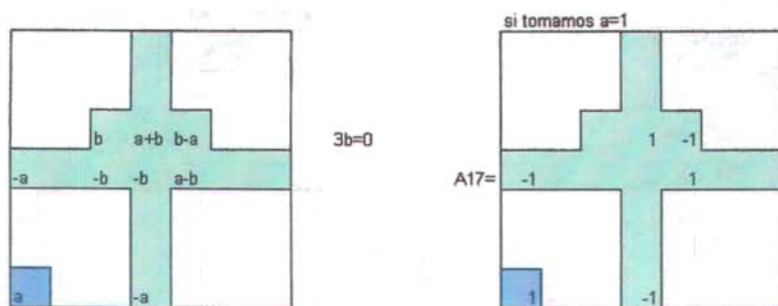 si tomamos a=1
b a+b b-a
3b=0
1 -1
-a -b -b a-b
A17= -1 1
a -a
1 -1